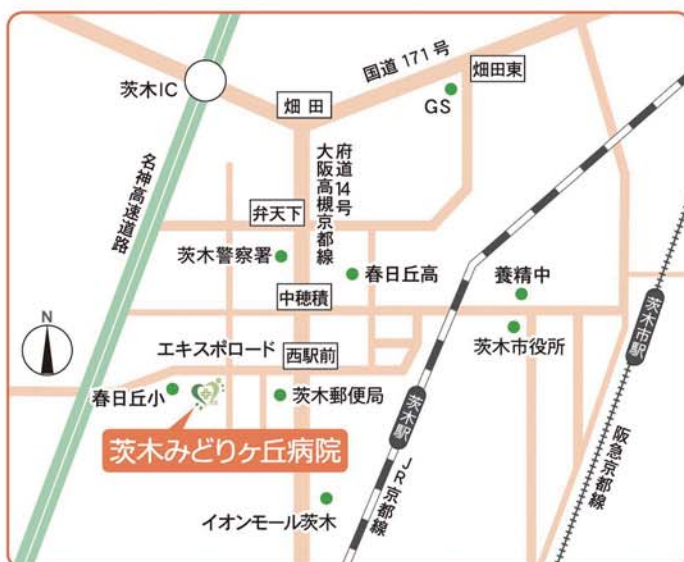 国道171号
畑田東
茨木IC
GS
畑田
府道14号
大阪高槻京都線
名神高速道路
弁天下
茨木警察署
春日丘高
養精中
中穂積
茨木市役所
茨木市駅
N
エキスポロード
西駅前
春日丘小
茨木郵便局
茨木駅
茨木みどりヶ丘病院
阪急京都線
JR京都線
イオンモール茨木